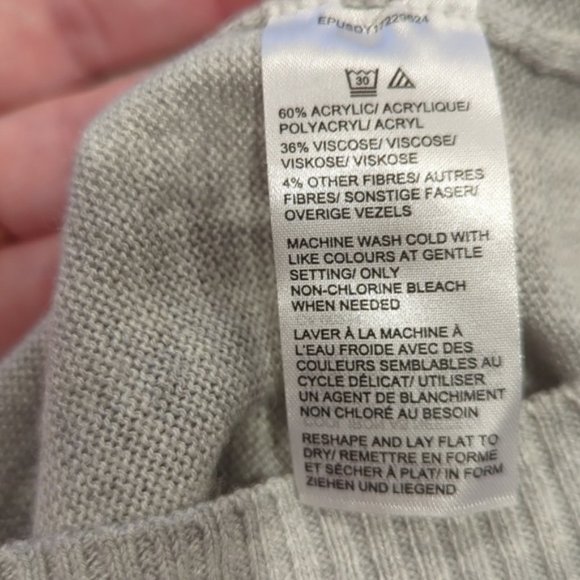 30
60% ACRYLIC/ ACRYLIQUE/
POLYACRYL/ ACRYL
36% VISCOSE/ VISCOSE/
VISKOSE/ VISKOSE
4% OTHER FIBRES/ AUTRES
FIBRES/ SONSTIGE FASER/
OVERIGE VEZELS
MACHINE WASH COLD WITH
LIKE COLOURS AT GENTLE
SETTING/ ONLY
NON-CHLORINE BLEACH
WHEN NEEDED
LAVER À LA MACHINE À
L'EAU FROIDE AVEC DES
COULEURS SEMBLABLES AU
CYCLE DÉLICAT/ UTILISER
UN AGENT DE BLANCHIMENT
NON CHLORÉ AU BESOIN
RESHAPE AND LAY FLAT TO
DRY/ REMETTRE EN FORME
ET SÉCHER À PLAT/ IN FORM
ZIEHEN UND LIEGEND